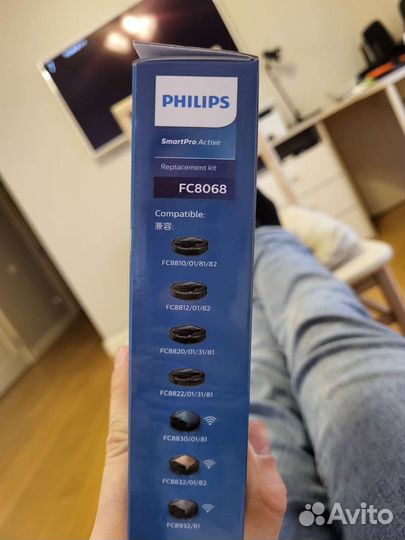 PHILIPS
SmartPro Active
Replacement kit
FC8068
Compatible:
兼容:
FC8810/01/81/82
FC8812/01/82
FC8820/01/31/81
FC8822/01/31/81
FC8830/01/81
FC8832/01/82
FC8932/81
Avito